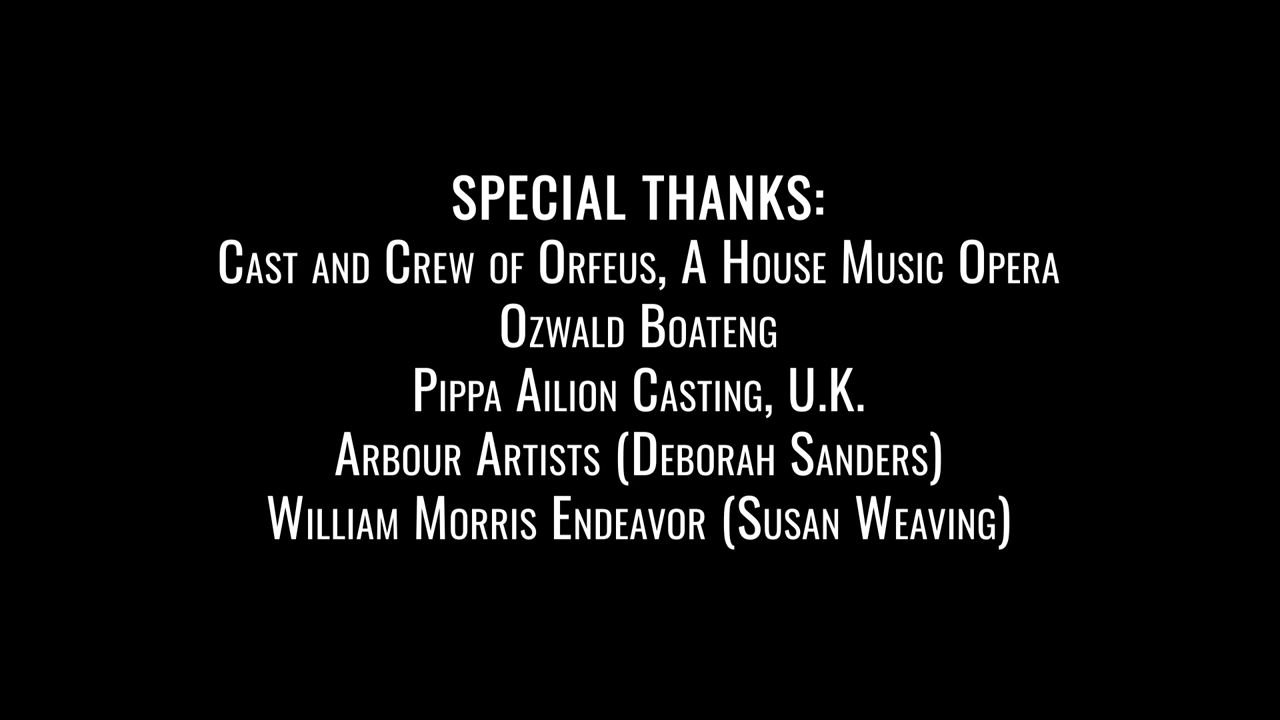 SPECIAL THANKS:
Cast and Crew of Orfeus, A House Music Opera
Ozwald Boateng
Pippa Ailion Casting, U.K.
Arbour Artists (Deborah Sanders)
William Morris Endeavor (Susan Weaving)